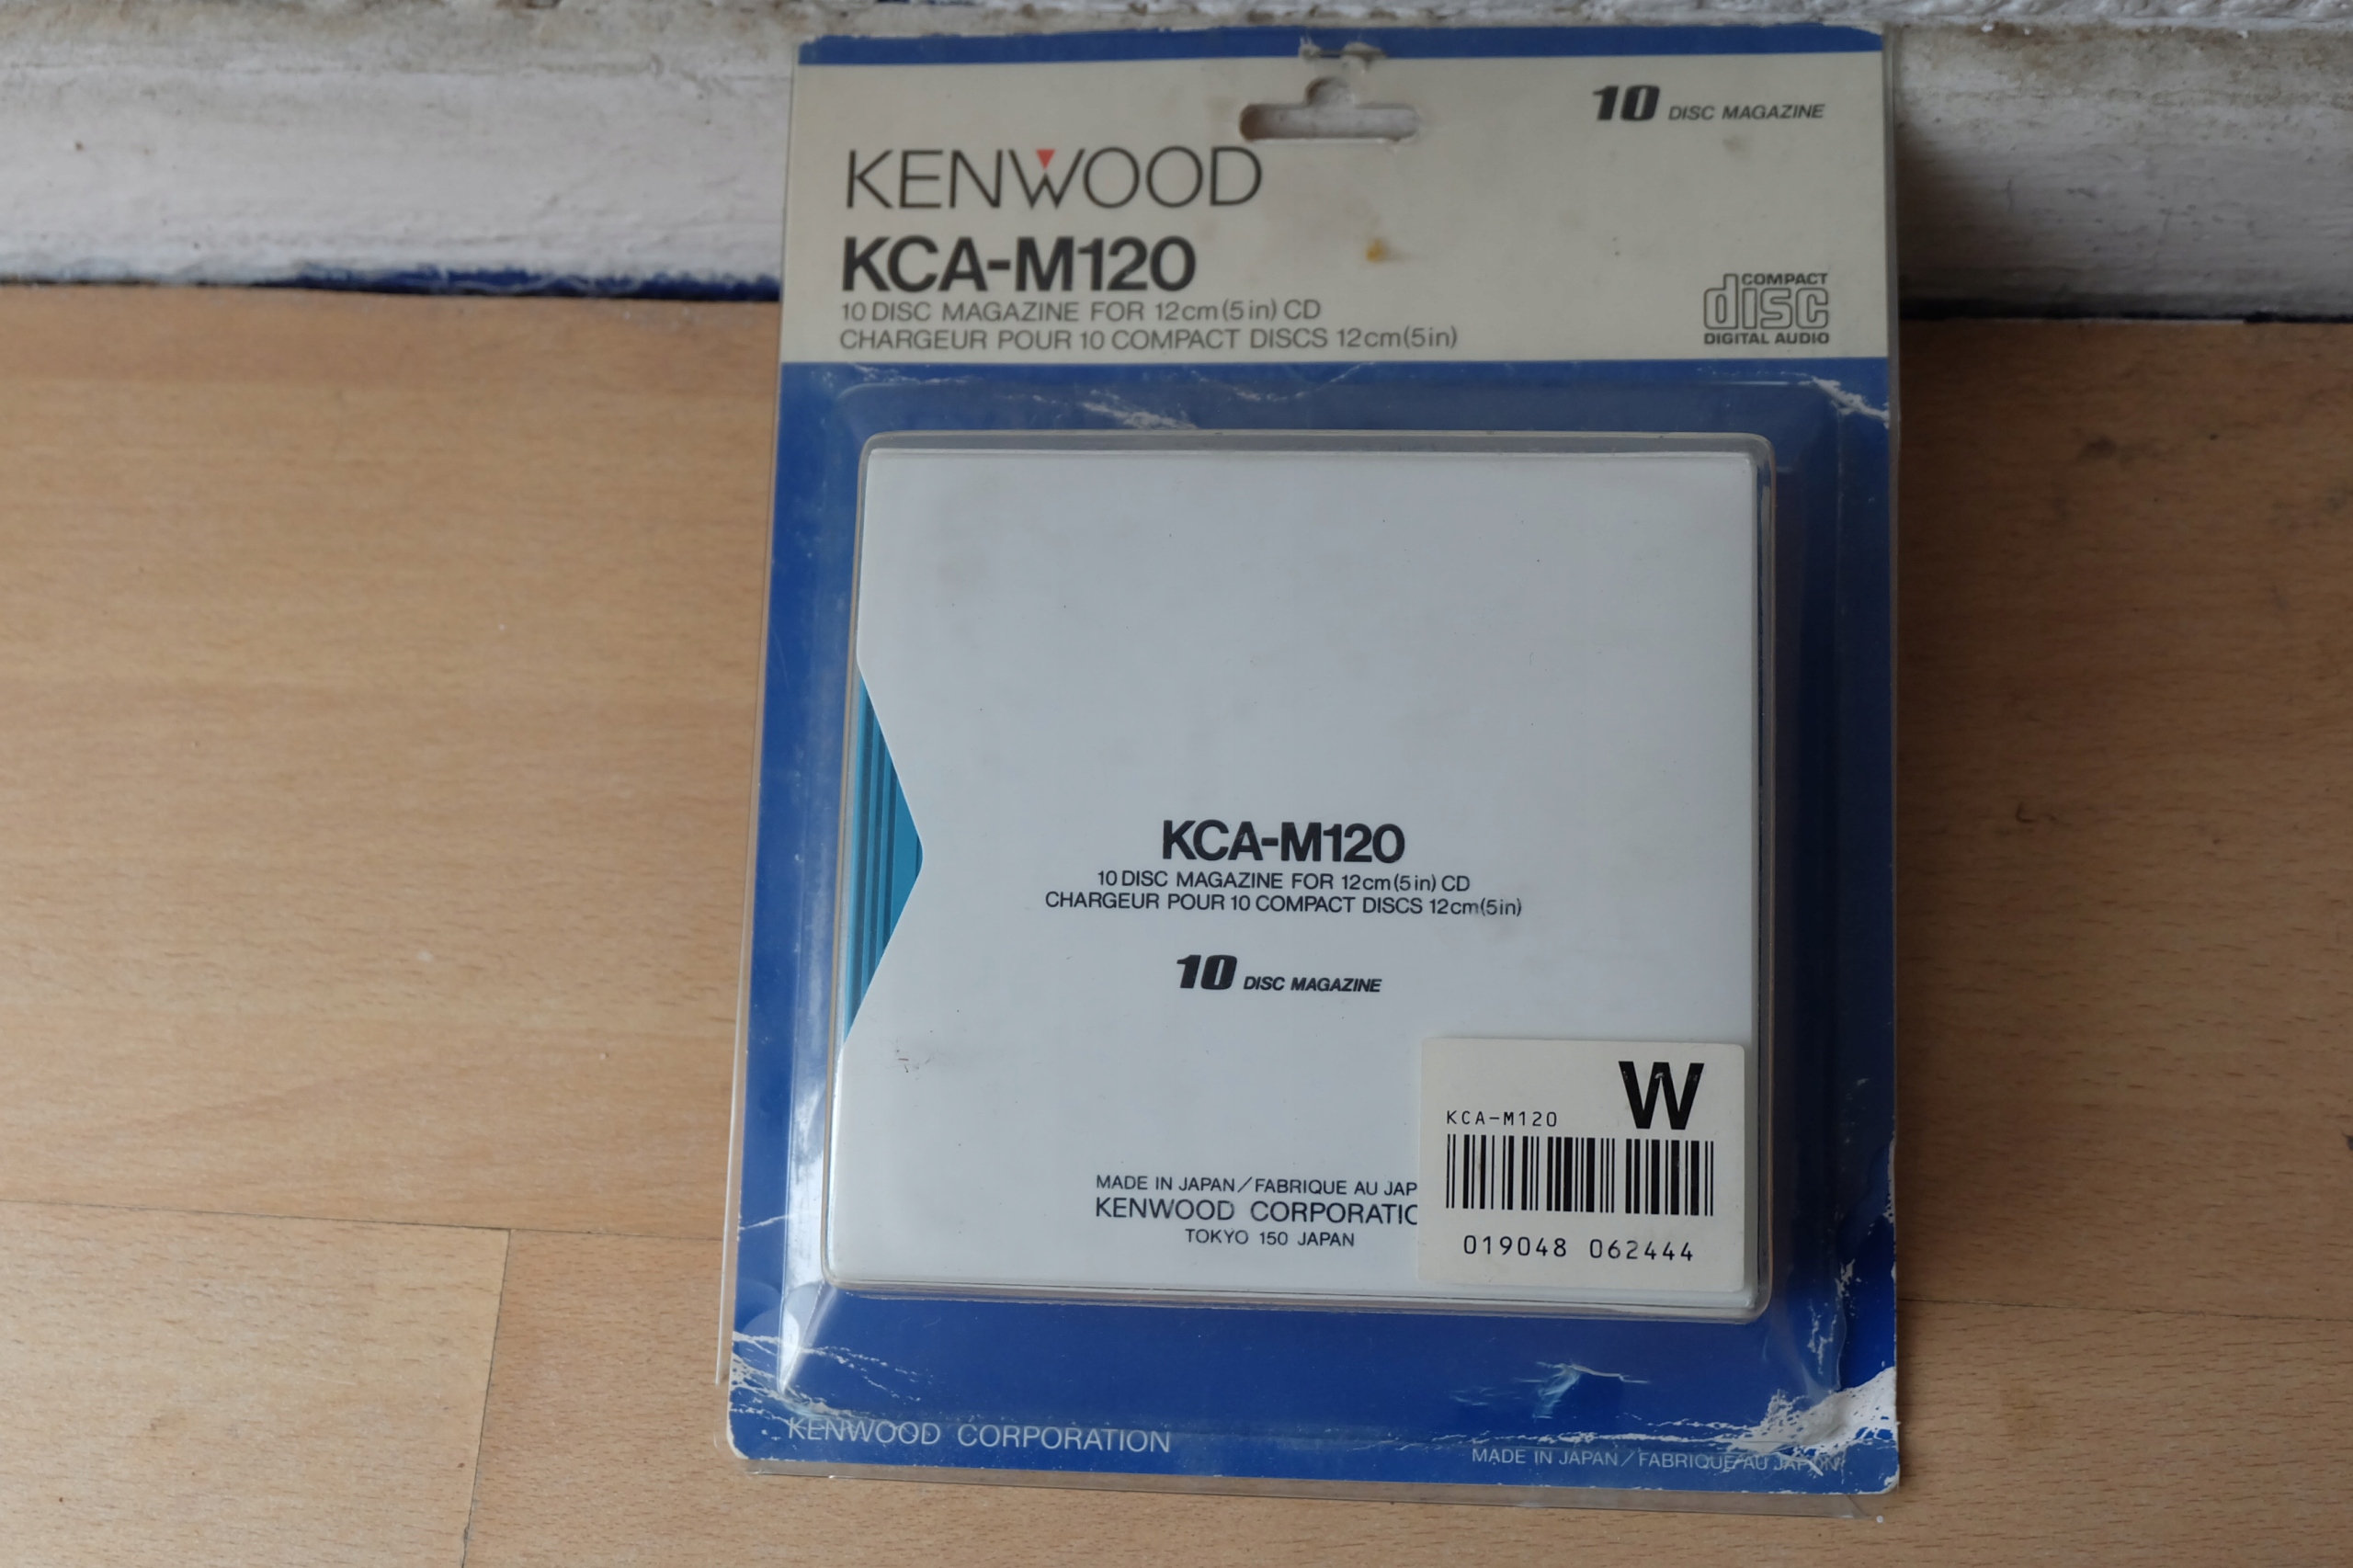 10 DISC MAGAZINE
KENWOOD
KCA-M120
10 DISC MAGAZINE FOR 12cm(5in) CD
CHARGEUR POUR 10 COMPACT DISCS 12cm(5in)
COMPACT
disc
DIGITAL AUDIO
KCA-M120
10 DISC MAGAZINE FOR 12cm(5in) CD
CHARGEUR POUR 10 COMPACT DISCS 12cm(5in)
10 DISC MAGAZINE
MADE IN JAPAN/FABRIQUE AU JAP
KENWOOD CORPORATIO
TOKYO 150 JAPAN
W
KCA-M120
019048 062444
KENWOOD CORPORATION
MADE IN JAPAN/FABRIQUE AU JAPON